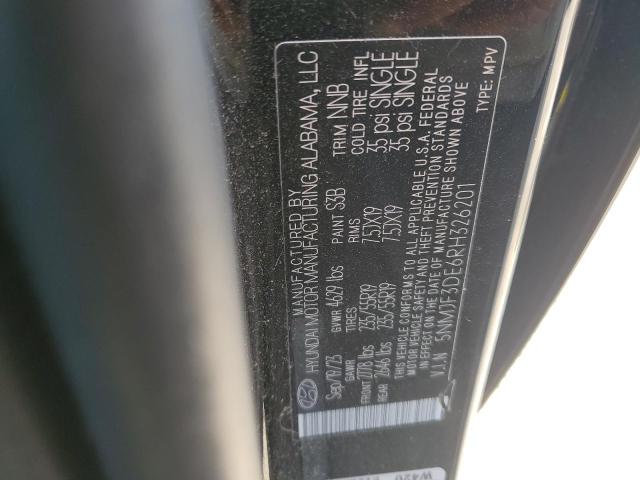 MANUFACTURED BY
HYUNDAI MOTOR MANUFACTURING ALABAMA, LLC
Sep/19/23 GVWR 4629 lbs PAINT S3B TRIM NNB
GAWR TIRES RIMS COLD TIRE INFL
FRONT 2778 lbs 235/55R19 7.5JX19 35 psi SINGLE
REAR 2646 lbs 235/55R19 7.5JX19 35 psi SINGLE
THIS VEHICLE CONFORMS TO ALL APPLICABLE U.S.A. FEDERAL
MOTOR VEHICLE SAFETY AND THEFT PREVENTION STANDARDS
IN EFFECT ON THE DATE OF MANUFACTURE SHOWN ABOVE
V.I.N 5NMJF3DE6RH326201 TYPE: MPV